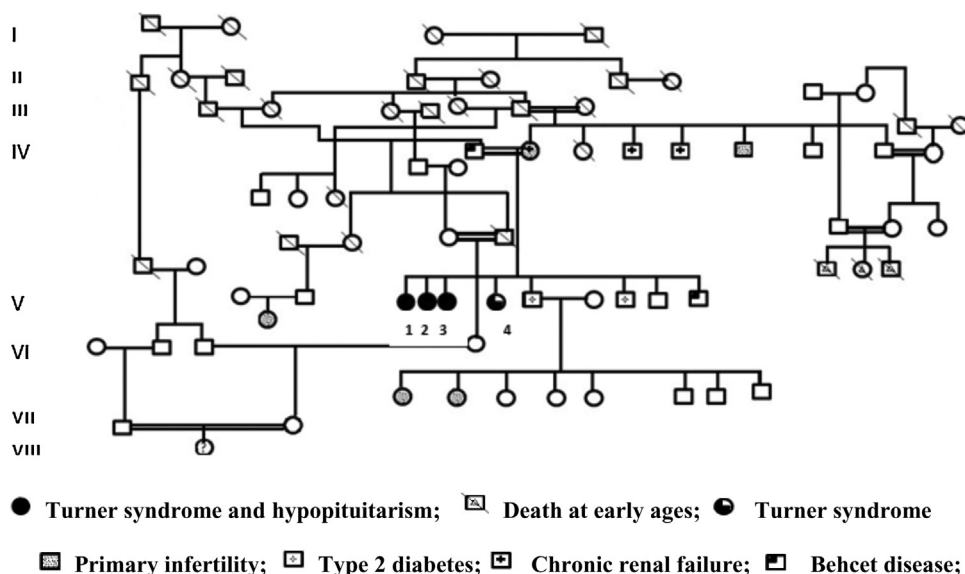 I
II
III
IV
V
1 2 3 4
VI
VII
VIII
?
Turner syndrome and hypopituitarism; Death at early ages; Turner syndrome
Primary infertility; Type 2 diabetes; Chronic renal failure; Behcet disease;